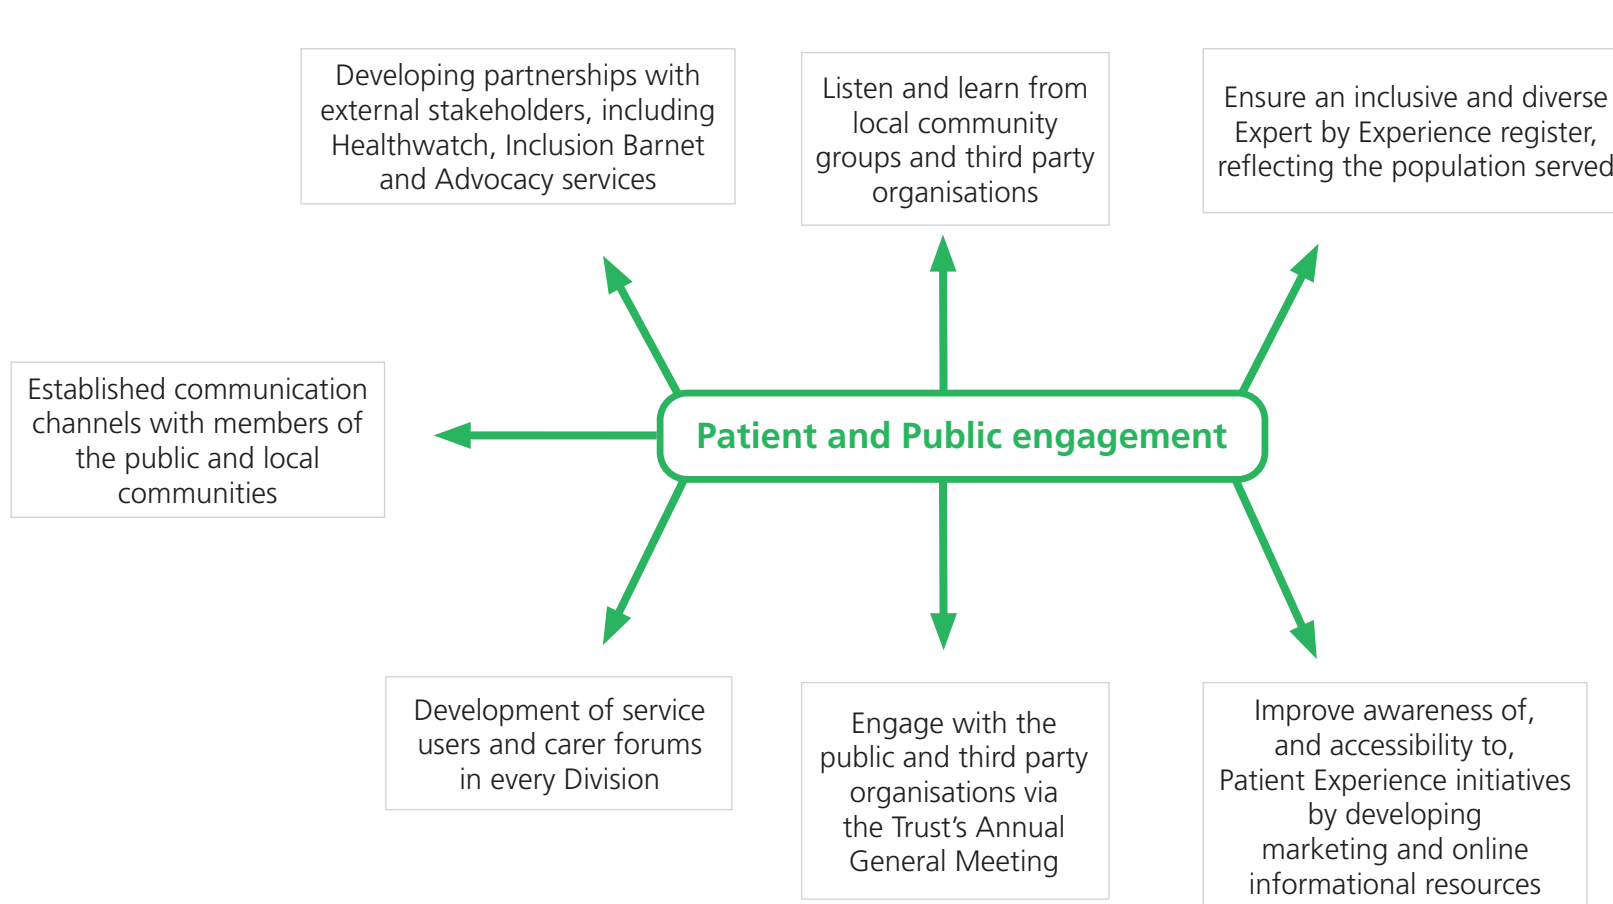 Developing partnerships with
external stakeholders, including
Healthwatch, Inclusion Barnet
and Advocacy services
Listen and learn from
local community
groups and third party
organisations
Ensure an inclusive and diverse
Expert by Experience register,
reflecting the population served
Established communication
channels with members of
the public and local
communities
Patient and Public engagement
Development of service
users and carer forums
in every Division
Engage with the
public and third party
organisations via
the Trust’s Annual
General Meeting
Improve awareness of,
and accessibility to,
Patient Experience initiatives
by developing
marketing and online
informational resources